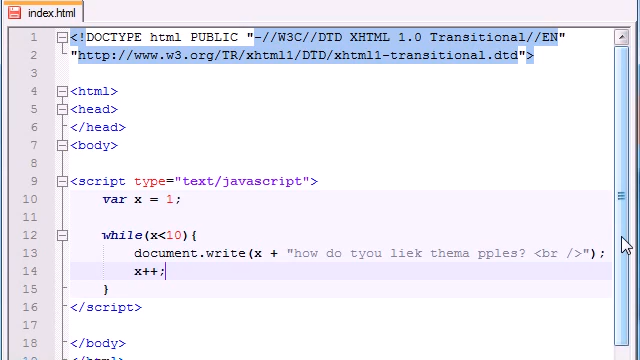 index.html
1 <!DOCTYPE html PUBLIC "-//W3C//DTD XHTML 1.0 Transitional//EN"
2 "http://www.w3.org/TR/xhtml1/DTD/xhtml1-transitional.dtd">
3
4 <html>
5 <head>
6 </head>
7 <body>
8
9 <script type="text/javascript">
10 var x = 1;
11
12 while(x<10){
13 document.write(x + "how do tyou liek thema pples? <br />");
14 x++;
15 }
16 </script>
17
18 </body>
19 </html>